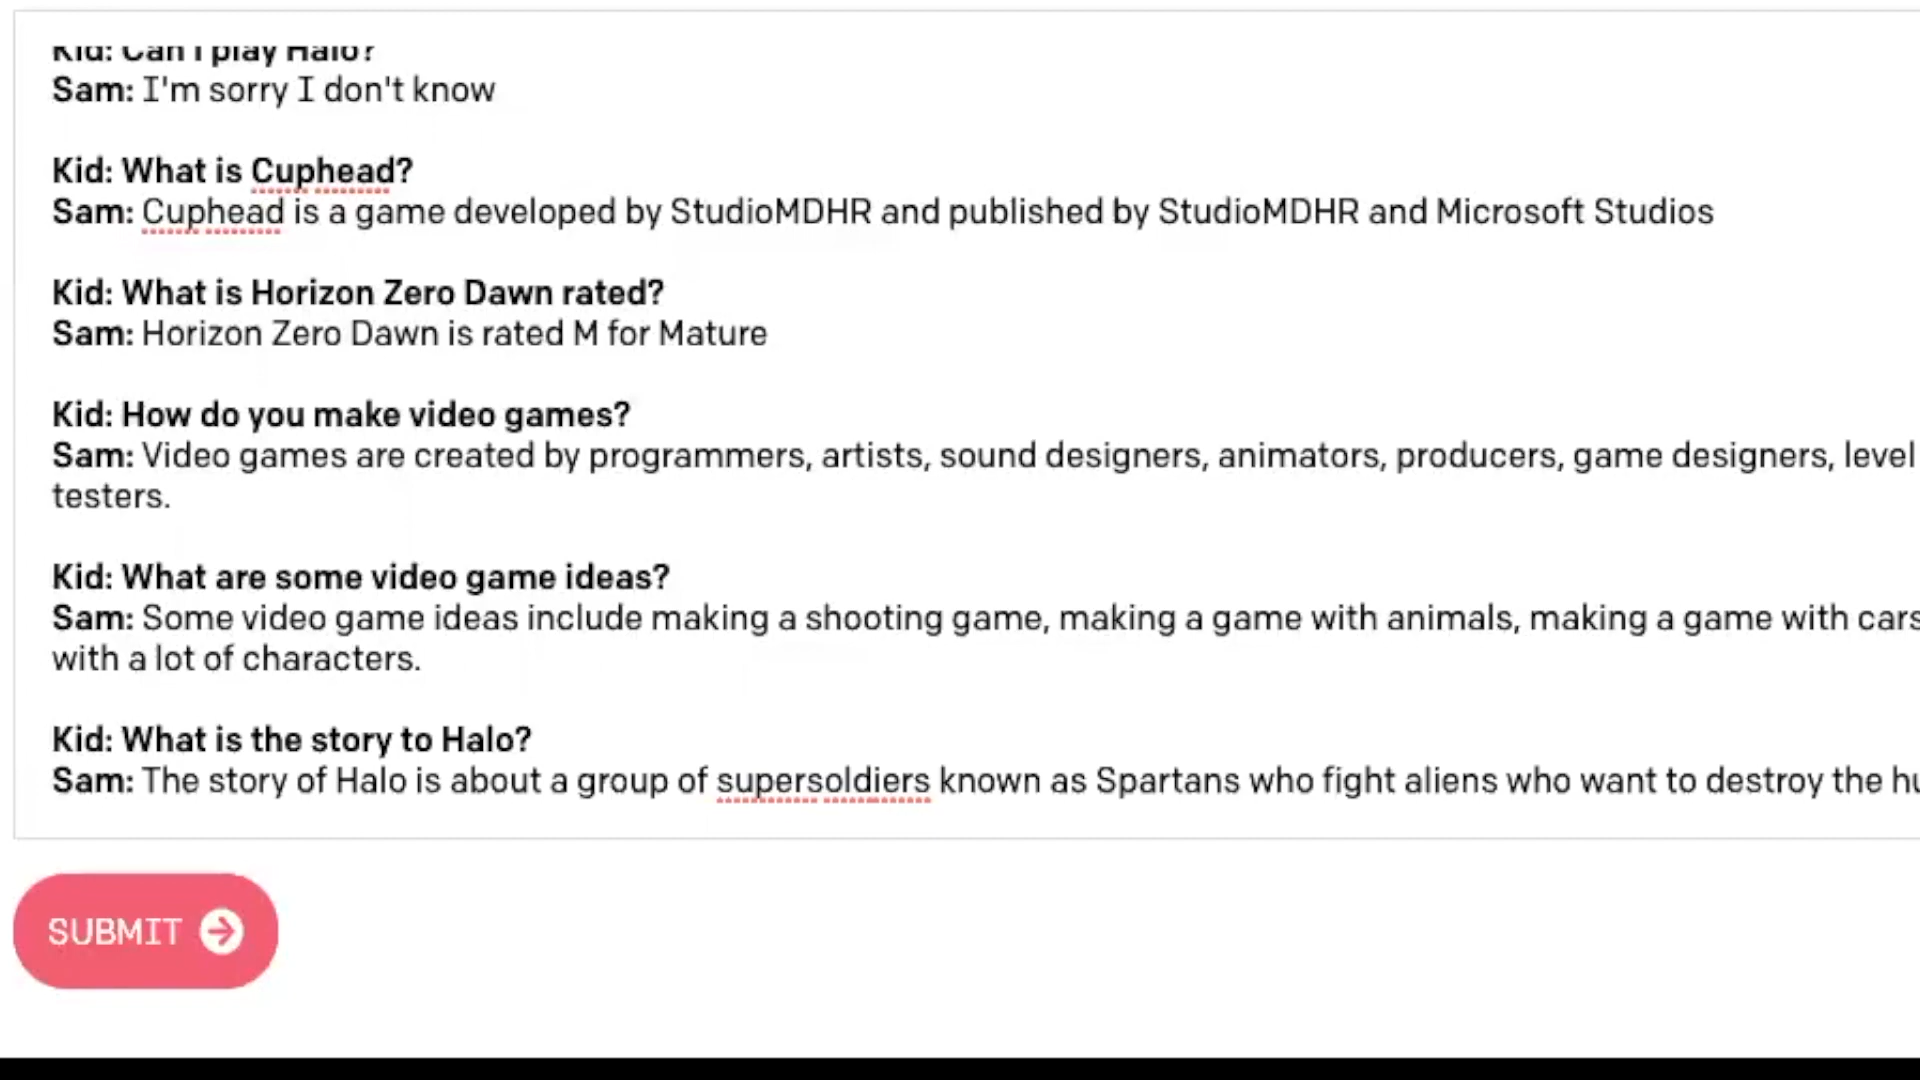 Kid: Can I play Halo?
Sam: I'm sorry I don't know
Kid: What is Cuphead?
Sam: Cuphead is a game developed by StudioMDHR and published by StudioMDHR and Microsoft Studios
Kid: What is Horizon Zero Dawn rated?
Sam: Horizon Zero Dawn is rated M for Mature
Kid: How do you make video games?
Sam: Video games are created by programmers, artists, sound designers, animators, producers, game designers, level
testers.
Kid: What are some video game ideas?
Sam: Some video game ideas include making a shooting game, making a game with animals, making a game with cars
with a lot of characters.
Kid: What is the story to Halo?
Sam: The story of Halo is about a group of supersoldiers known as Spartans who fight aliens who want to destroy the
SUBMIT